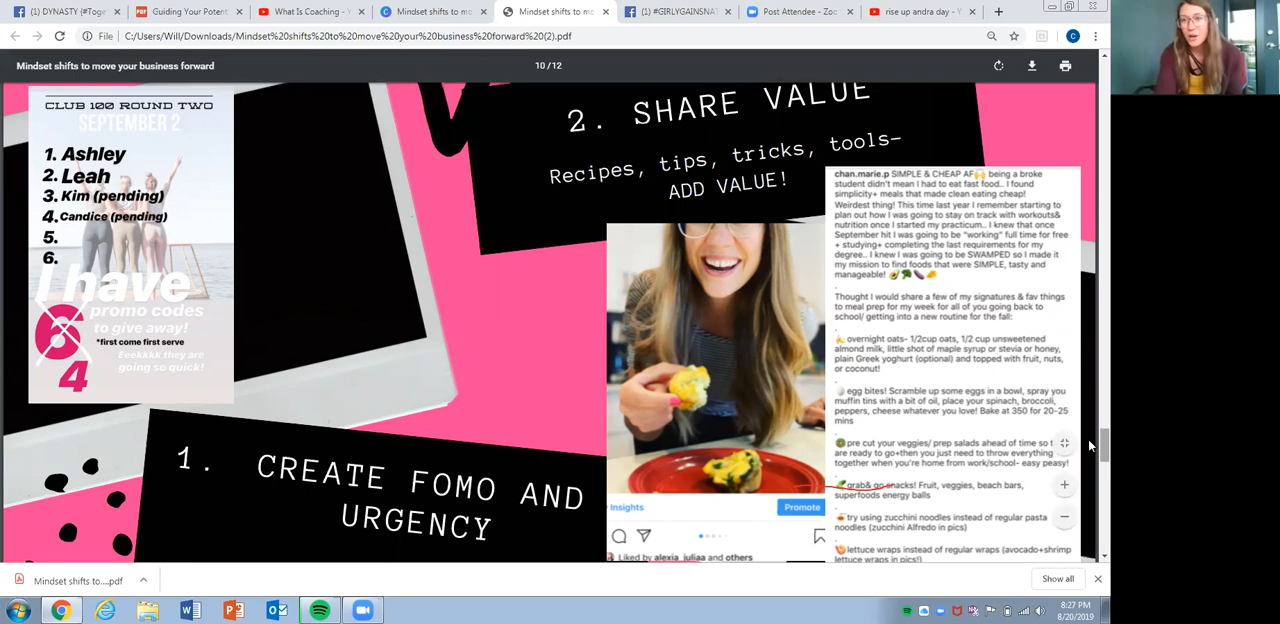 DYNASTY {#Toge
Guiding Your Potent
What Is Coaching - Y
Mindset shifts to mo
Mindset shifts to mo
(1) #GIRLYGAINSNAT
Post Attendee - Zoo
rise up andra day - Y
File
C:/Users/Will/Downloads/Mindset%20shifts%20to%20move%20your%20business%20forward%20(2).pdf
Mindset shifts to move your business forward
10/12
CLUB 100 ROUND TWO
SEPTEMBER 2
1. Ashley
2. Leah
3. Kim (pending)
4. Candice (pending)
5.
6.
I have
6
promo codes
to give away!
*first come first serve
Eeekkkk they are
going so quick!
4
1. CREATE FOMO AND
URGENCY
2. SHARE VALUE
Recipes, tips, tricks, tools-
ADD VALUE!
Insights
Promote
Liked by alexia_juliaa and others
chan.marie.p SIMPLE & CHEAP AF🙌 being a broke
student didn't mean I had to eat fast food.. I found
simplicity+ meals that made clean eating cheap!
Weirdest thing! This time last year I remember starting to
plan out how I was going to stay on track with workouts&
nutrition once I started my practicum.. I knew that once
September hit I was going to be "working" full time for free
+ studying+ completing the last requirements for my
degree.. I knew I was going to be SWAMPED so I made it
my mission to find foods that were SIMPLE, tasty and
manageable! 🥑🥦🍆🌶
.
Thought I would share a few of my signatures & fav things
to meal prep for my week for all of you going back to
school/ getting into a new routine for the fall:
.
🍌 overnight oats- 1/2cup oats, 1/2 cup unsweetened
almond milk, little shot of maple syrup or stevia or honey,
plain Greek yoghurt (optional) and topped with fruit, nuts,
or coconut!
.
🥚 egg bites! Scramble up some eggs in a bowl, spray you
muffin tins with a bit of oil, place your spinach, broccoli,
peppers, cheese whatever you love! Bake at 350 for 20-25
mins
.
🥝pre cut your veggies/ prep salads ahead of time so t
are ready to go+then you just need to throw everything
together when you're home from work/school- easy peasy!
.
grab& go snacks! Fruit, veggies, beach bars,
superfoods energy balls
.
🍝try using zucchini noodles instead of regular pasta
noodles (zucchini Alfredo in pics)
.
🍤lettuce wraps instead of regular wraps (avocado+shrimp
lettuce wraps in pics!)
Mindset shifts to....pdf
Show all
8:27 PM
8/20/2019